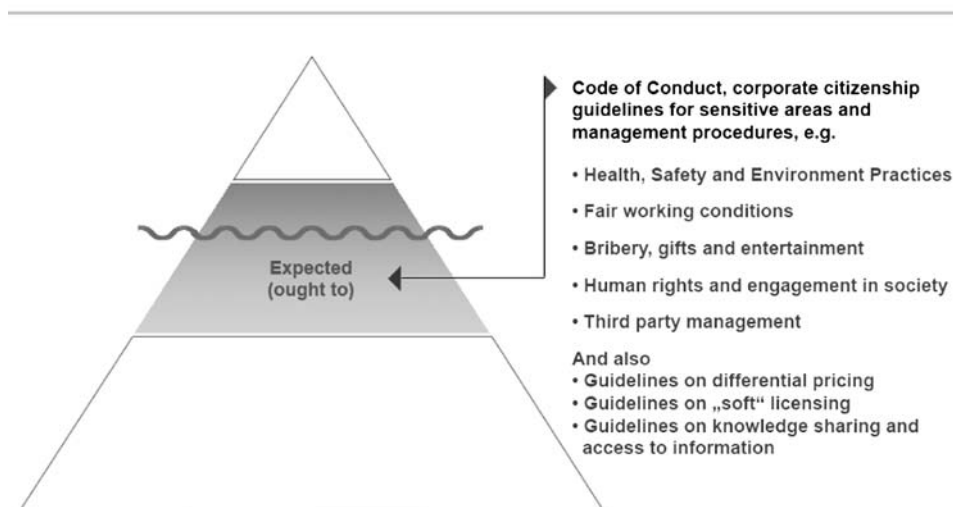 Code of Conduct, corporate citizenship
guidelines for sensitive areas and
management procedures, e.g.
• Health, Safety and Environment Practices
• Fair working conditions
• Bribery, gifts and entertainment
• Human rights and engagement in society
• Third party management
And also
• Guidelines on differential pricing
• Guidelines on „soft“ licensing
• Guidelines on knowledge sharing and
access to information
Expected
(ought to)